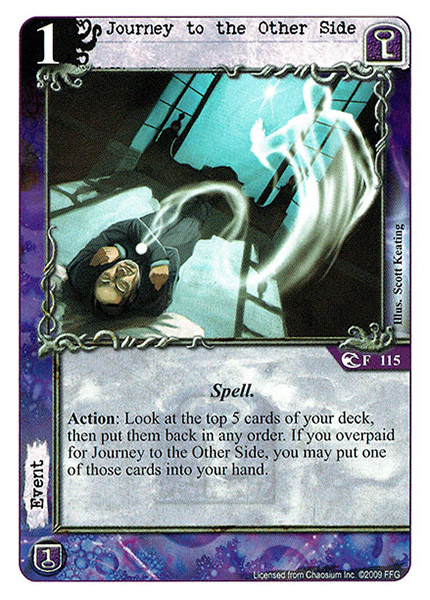 1
Journey to the Other Side
Illus. Scott Keating
F 115
Spell.
Action: Look at the top 5 cards of your deck,
then put them back in any order. If you overpaid
for Journey to the Other Side, you may put one
of those cards into your hand.
Event
1
Licensed from Chaosium Inc. ©2009 FFG